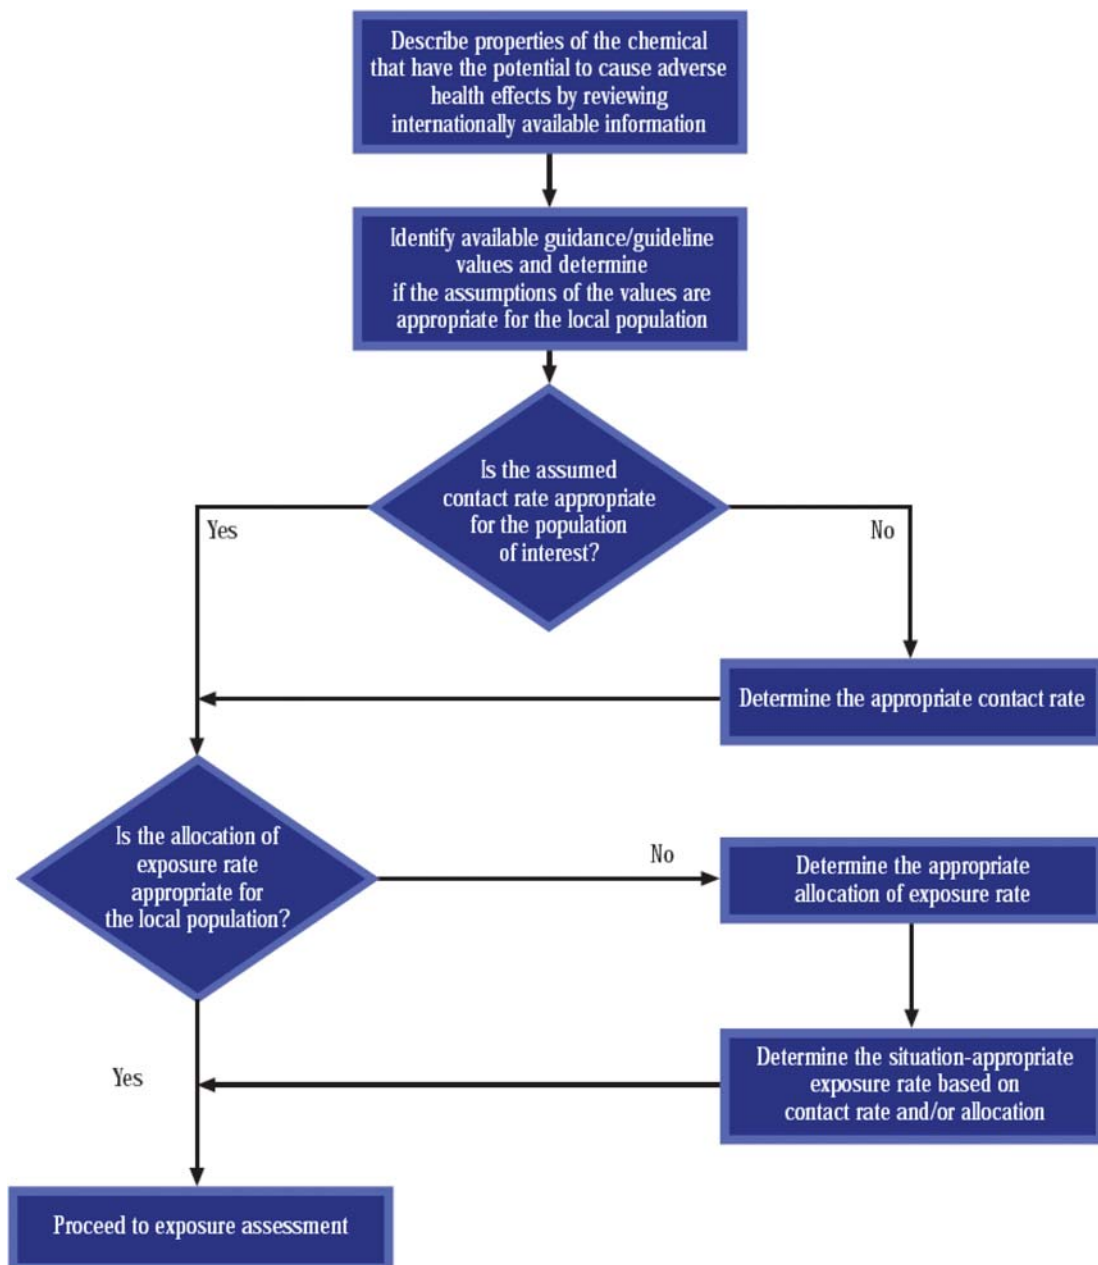 Describe properties of the chemical
that have the potential to cause adverse
health effects by reviewing
internationally available information
Identify available guidance/guideline
values and determine
if the assumptions of the values are
appropriate for the local population
Is the assumed
contact rate appropriate
for the population
of interest?
Yes
No
Determine the appropriate contact rate
Is the allocation of
exposure rate
appropriate for
the local population?
No
Determine the appropriate
allocation of exposure rate
Yes
Determine the situation-appropriate
exposure rate based on
contact rate and/or allocation
Proceed to exposure assessment